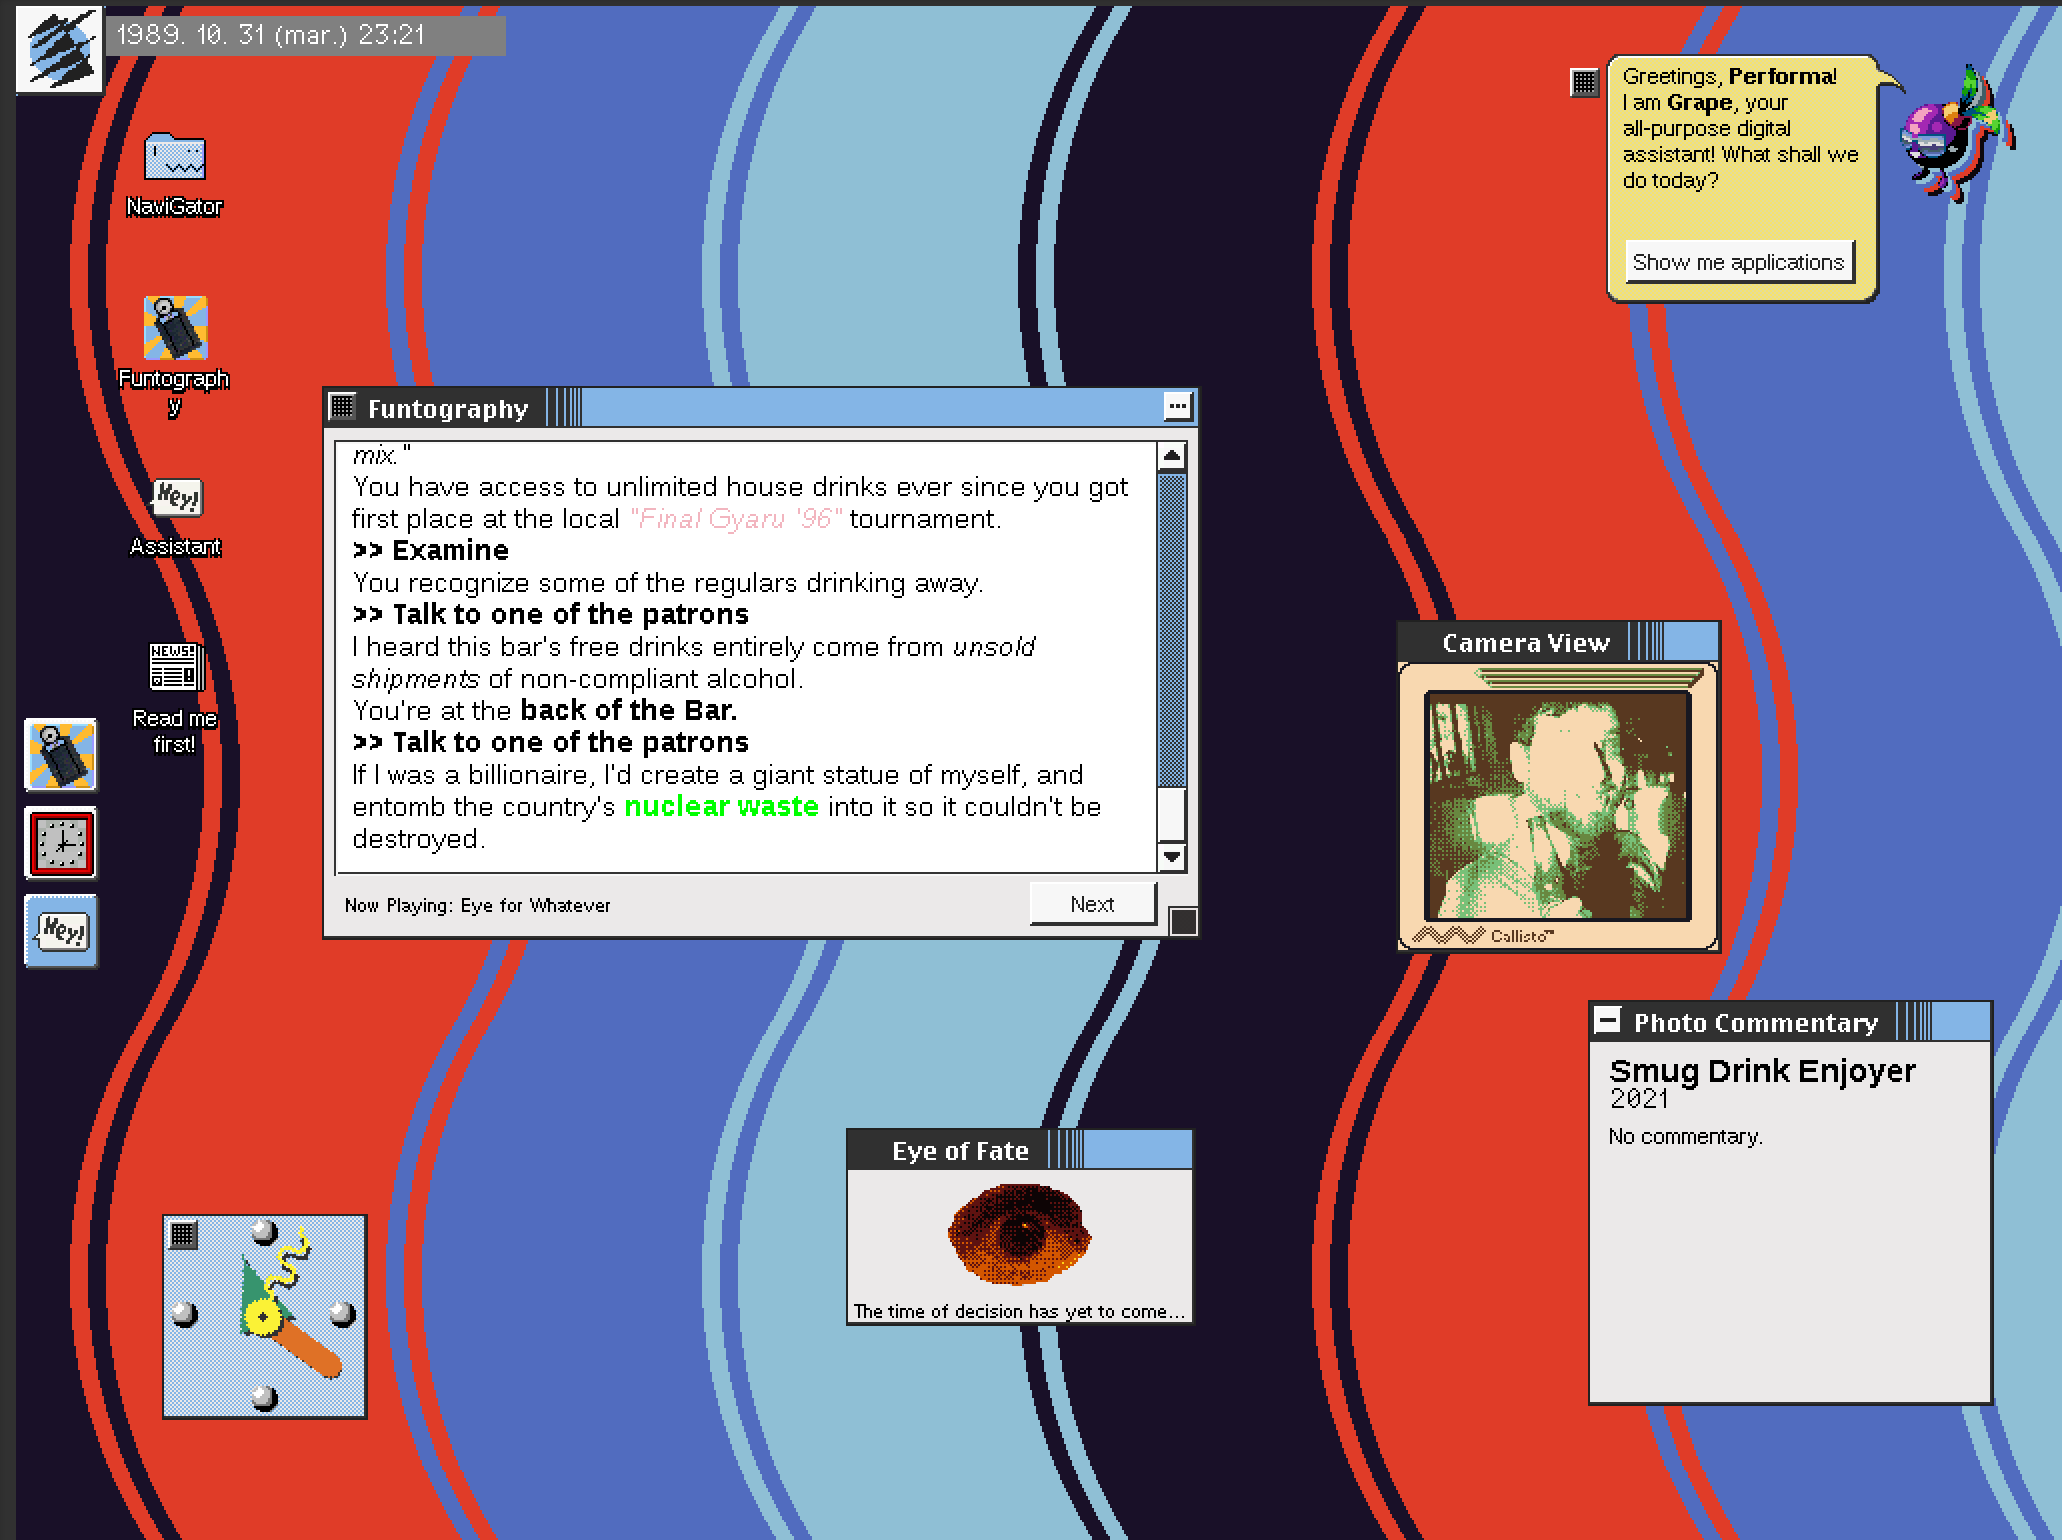 1989. 10. 31 (mar.) 23:21
NaviGator
Funtograph
y
Hey!
Assistant
NEWS!
Read me
first!
Hey!
Greetings, Performa!
I am Grape, your
all-purpose digital
assistant! What shall we
do today?
Show me applications
Funtography
...
mix."
You have access to unlimited house drinks ever since you got
first place at the local "Final Gyaru '96" tournament.
>> Examine
You recognize some of the regulars drinking away.
>> Talk to one of the patrons
I heard this bar's free drinks entirely come from unsold
shipments of non-compliant alcohol.
You're at the back of the Bar.
>> Talk to one of the patrons
If I was a billionaire, I'd create a giant statue of myself, and
entomb the country's nuclear waste into it so it couldn't be
destroyed.
Now Playing: Eye for Whatever
Next
Camera View
Callisto™
Photo Commentary
Smug Drink Enjoyer
2021
No commentary.
Eye of Fate
The time of decision has yet to come...